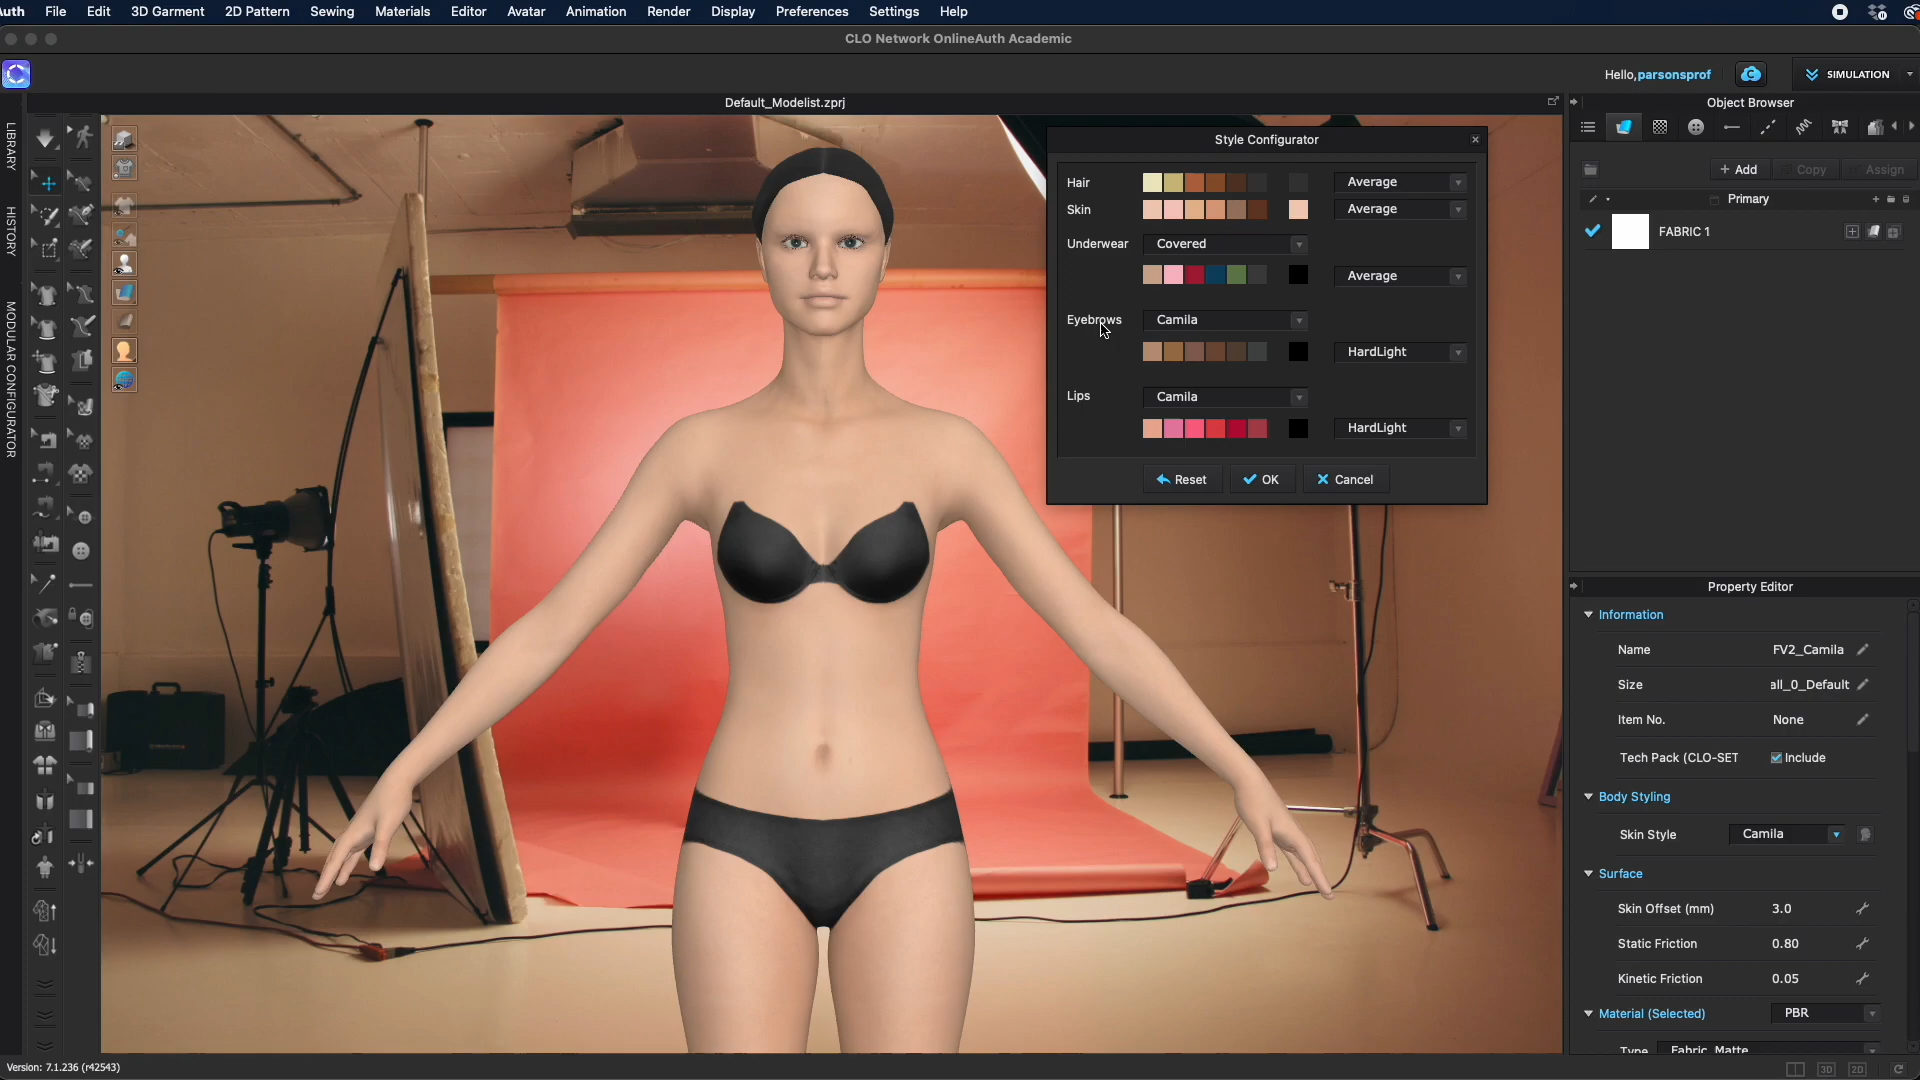 uth File Edit 3D Garment 2D Pattern Sewing Materials Editor Avatar Animation Render Display Preferences Settings Help
CLO Network OnlineAuth Academic
Hello,parsonsprof SIMULATION
Default_Modelist.zprj
LIBRARY
HISTORY
MODULAR CONFIGURATOR
Style Configurator
Hair Average
Skin Average
Underwear Covered
Average
Eyebrows Camila
HardLight
Lips Camila
HardLight
Reset OK Cancel
Object Browser
+ Add Copy Assign
Primary
FABRIC 1
Property Editor
Information
Name FV2_Camila
Size all_0_Default
Item No. None
Tech Pack (CLO-SET Include
Body Styling
Skin Style Camila
Surface
Skin Offset (mm) 3.0
Static Friction 0.80
Kinetic Friction 0.05
Material (Selected) PBR
Type Fabric_Matte
Version: 7.1.236 (r42543)
3D 2D